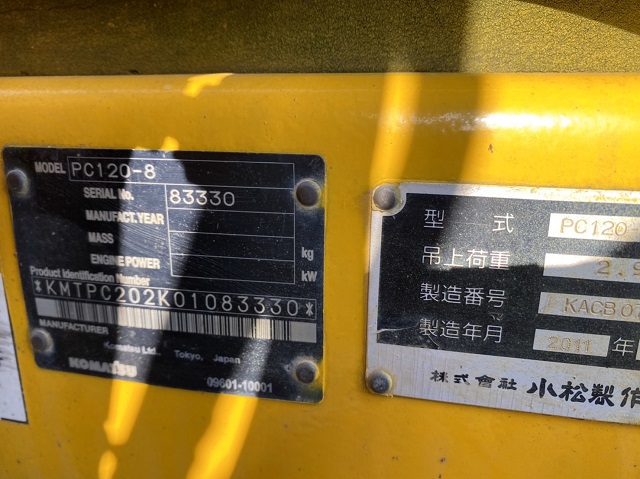 MODEL PC120-8
SERIAL No. 83330
MANUFACT.YEAR
MASS kg
ENGINE POWER kW
Product Identification Number
*KMTPC202K01083330*
MANUFACTURER
Komatsu Ltd. Tokyo, Japan
KOMATSU
09601-10001
型式 PC120
吊上荷重 2.9
製造番号 KACB07
製造年月 2011 年
株式會社 小松製作